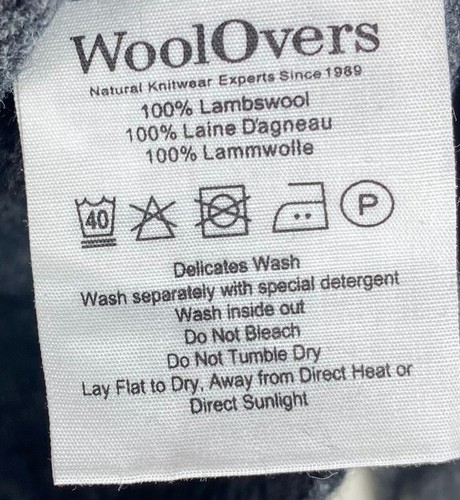 WoolOvers
Natural Knitwear Experts Since 1989
100% Lambswool
100% Laine D'agneau
100% Lammwolle
40 P
Delicates Wash
Wash separately with special detergent
Wash inside out
Do Not Bleach
Do Not Tumble Dry
Lay Flat to Dry, Away from Direct Heat or
Direct Sunlight